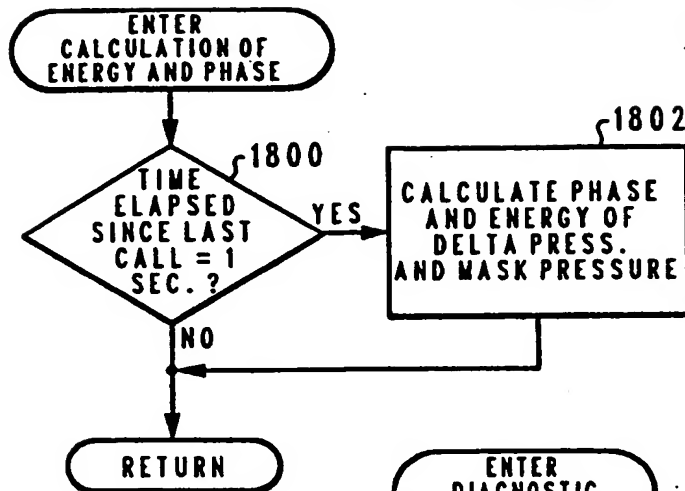 ENTER
CALCULATION OF
ENERGY AND PHASE
1800
TIME
ELAPSED
SINCE LAST
CALL = 1
SEC. ?
YES
NO
1802
CALCULATE PHASE
AND ENERGY OF
DELTA PRESS.
AND MASK PRESSURE
RETURN
ENTER
DIAGNOSTIC